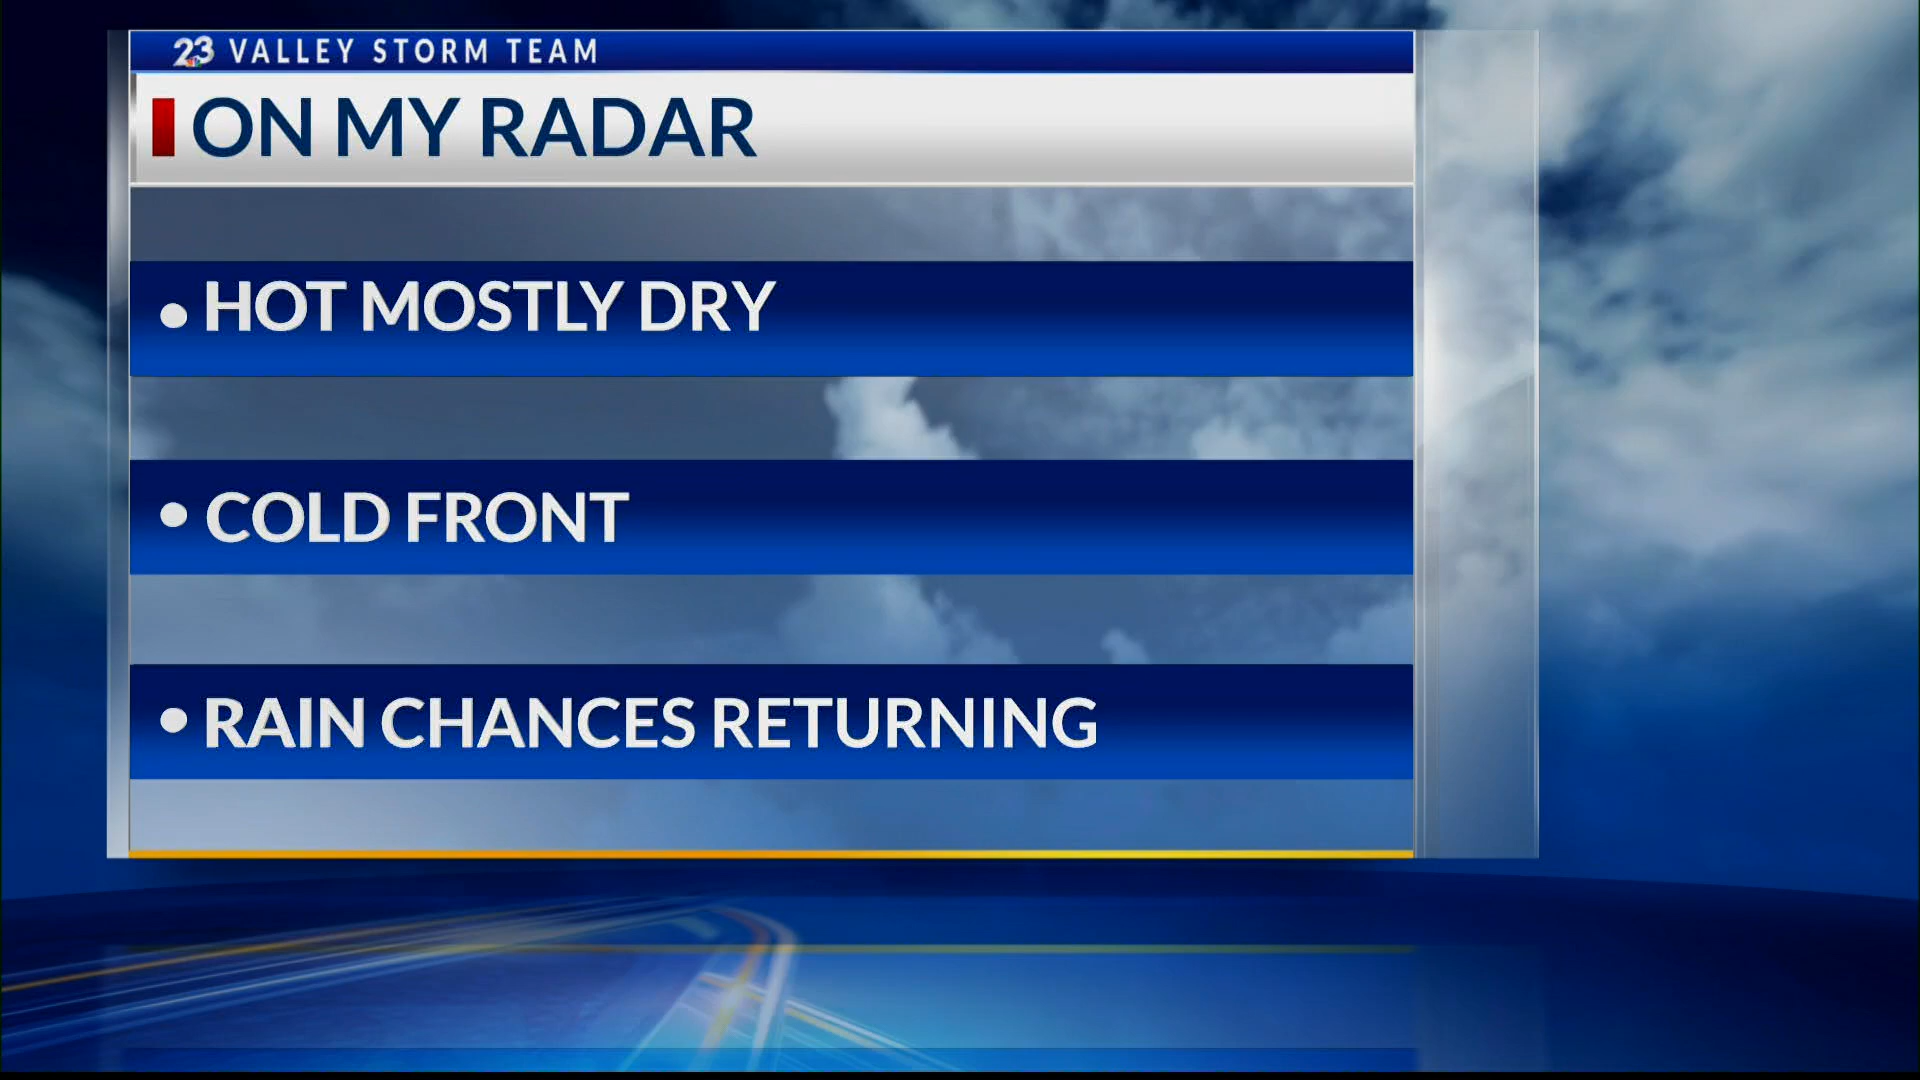 23 VALLEY STORM TEAM
ON MY RADAR
• HOT MOSTLY DRY
• COLD FRONT
• RAIN CHANCES RETURNING